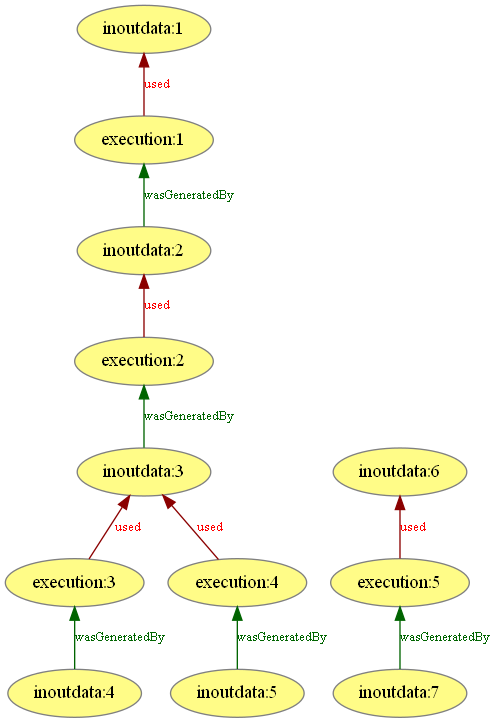 inoutdata:1
used
execution:1
wasGeneratedBy
inoutdata:2
used
execution:2
wasGeneratedBy
inoutdata:3
inoutdata:6
used
used
used
execution:3
execution:4
execution:5
wasGeneratedBy
wasGeneratedBy
wasGeneratedBy
inoutdata:4
inoutdata:5
inoutdata:7